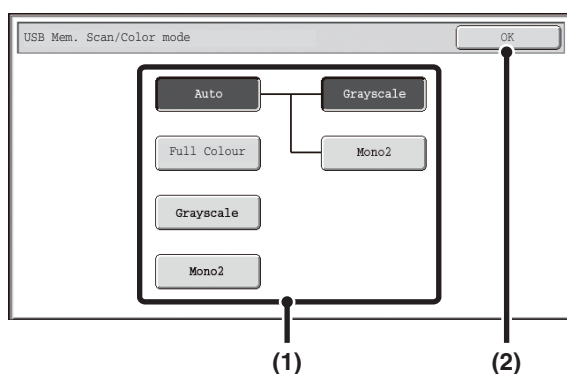 USB Mem. Scan/Color mode OK
Auto Grayscale
Full Colour Mono2
Grayscale
Mono2
(1) (2)